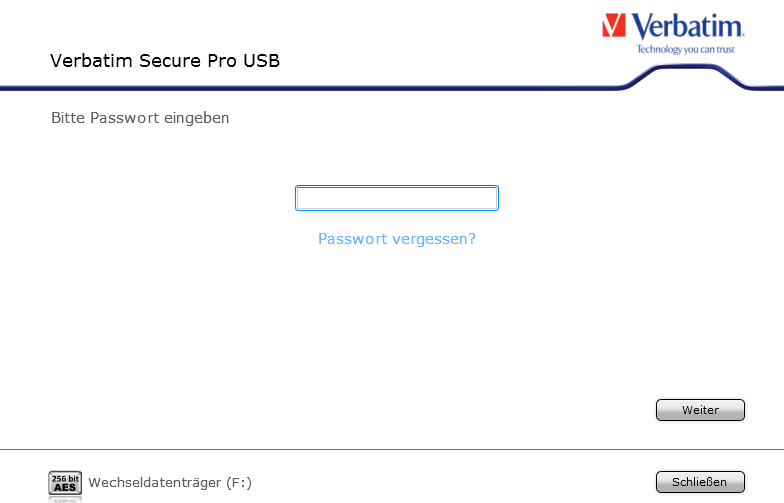 Verbatim.
Technology you can trust
Verbatim Secure Pro USB
Bitte Passwort eingeben
Passwort vergessen?
Weiter
256 bit
AES
Wechseldatenträger (F:)
Schließen